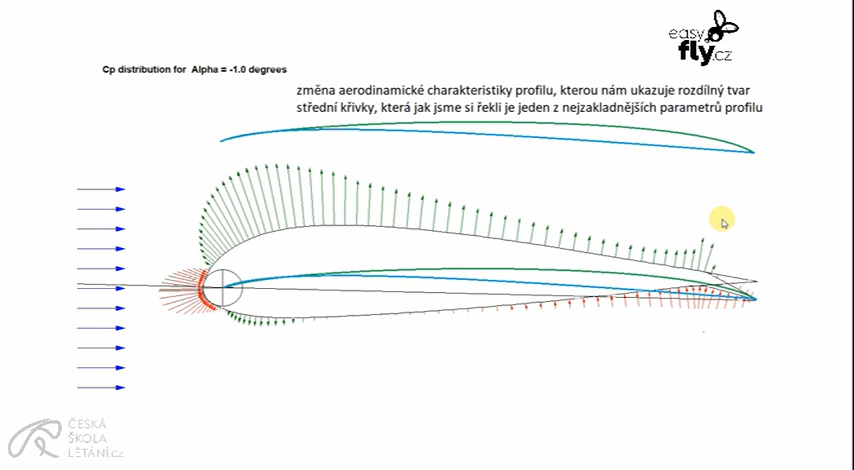 easy
fly.cz
Cp distribution for Alpha = -1.0 degrees
změna aerodinamické charakteristiky profilu, kterou nám ukazuje rozdílný tvar
střední křivky, která jak jsme si řekli je jeden z nejzakladnějších parametrů profilu
ČESKÁ
ŠKOLA
LÉTÁNÍ.cz